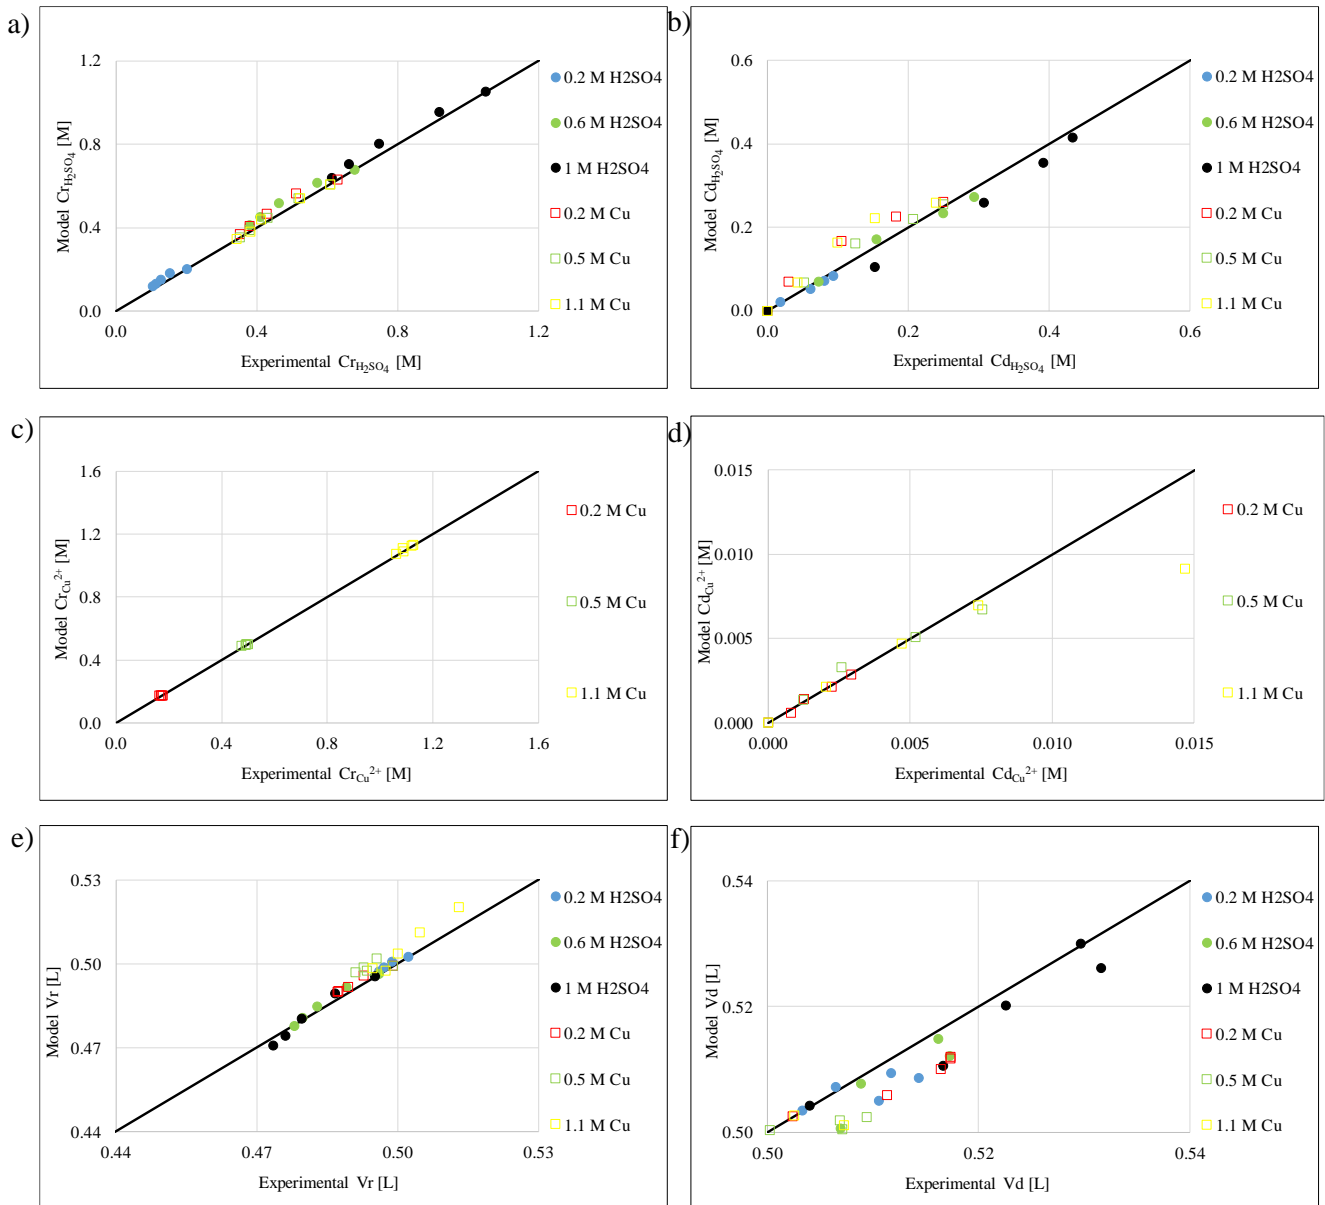 a)
1.2
0.8
0.4
0.0
0.0 0.4 0.8 1.2
Model Cr_H₂SO₄ [M]
Experimental Cr_H₂SO₄ [M]
0.2 M H2SO4
0.6 M H2SO4
1 M H2SO4
0.2 M Cu
0.5 M Cu
1.1 M Cu
b)
0.6
0.4
0.2
0.0
0.0 0.2 0.4 0.6
Model Cd_H₂SO₄ [M]
Experimental Cd_H₂SO₄ [M]
0.2 M H2SO4
0.6 M H2SO4
1 M H2SO4
0.2 M Cu
0.5 M Cu
1.1 M Cu
c)
1.6
1.2
0.8
0.4
0.0
0.0 0.4 0.8 1.2 1.6
Model Cr_Cu²⁺ [M]
Experimental Cr_Cu²⁺ [M]
0.2 M Cu
0.5 M Cu
1.1 M Cu
d)
0.015
0.010
0.005
0.000
0.000 0.005 0.010 0.015
Model Cd_Cu²⁺ [M]
Experimental Cd_Cu²⁺ [M]
0.2 M Cu
0.5 M Cu
1.1 M Cu
e)
0.53
0.50
0.47
0.44
0.44 0.47 0.50 0.53
Model Vr [L]
Experimental Vr [L]
0.2 M H2SO4
0.6 M H2SO4
1 M H2SO4
0.2 M Cu
0.5 M Cu
1.1 M Cu
f)
0.54
0.52
0.50
0.50 0.52 0.54
Model Vd [L]
Experimental Vd [L]
0.2 M H2SO4
0.6 M H2SO4
1 M H2SO4
0.2 M Cu
0.5 M Cu
1.1 M Cu